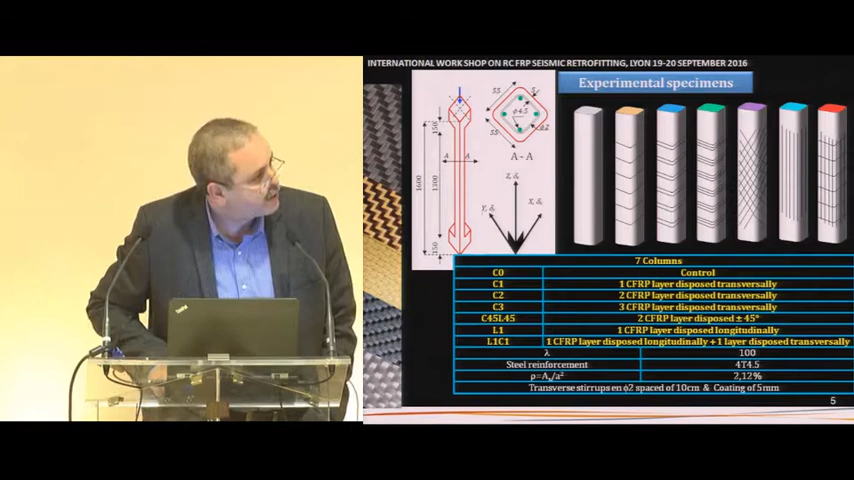 INTERNATIONAL WORK SHOP ON RC FRP SEISMIC RETROFITTING, LYON 19-20 SEPTEMBER 2016
Experimental specimens
55
55
5
ϕ4.5
ϕ2
A - A
150
A A
1600
1300
150
7 Columns
C0 Control
C1 1 CFRP layer disposed transversally
C2 2 CFRP layer disposed transversally
C3 3 CFRP layer disposed transversally
C45L45 2 CFRP layer disposed ± 45°
L1 1 CFRP layer disposed longitudinally
L1C1 1 CFRP layer disposed longitudinally + 1 layer disposed transversally
λ 100
Steel reinforcement 4T4.5
2,12%
Transverse stirrups en ϕ2 spaced of 10cm & Coating of 5mm
5
ThinkPad